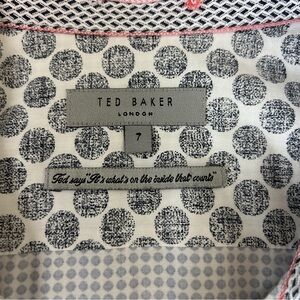 TED BAKER
LONDON
7
Ted says "It's what's on the inside that counts"